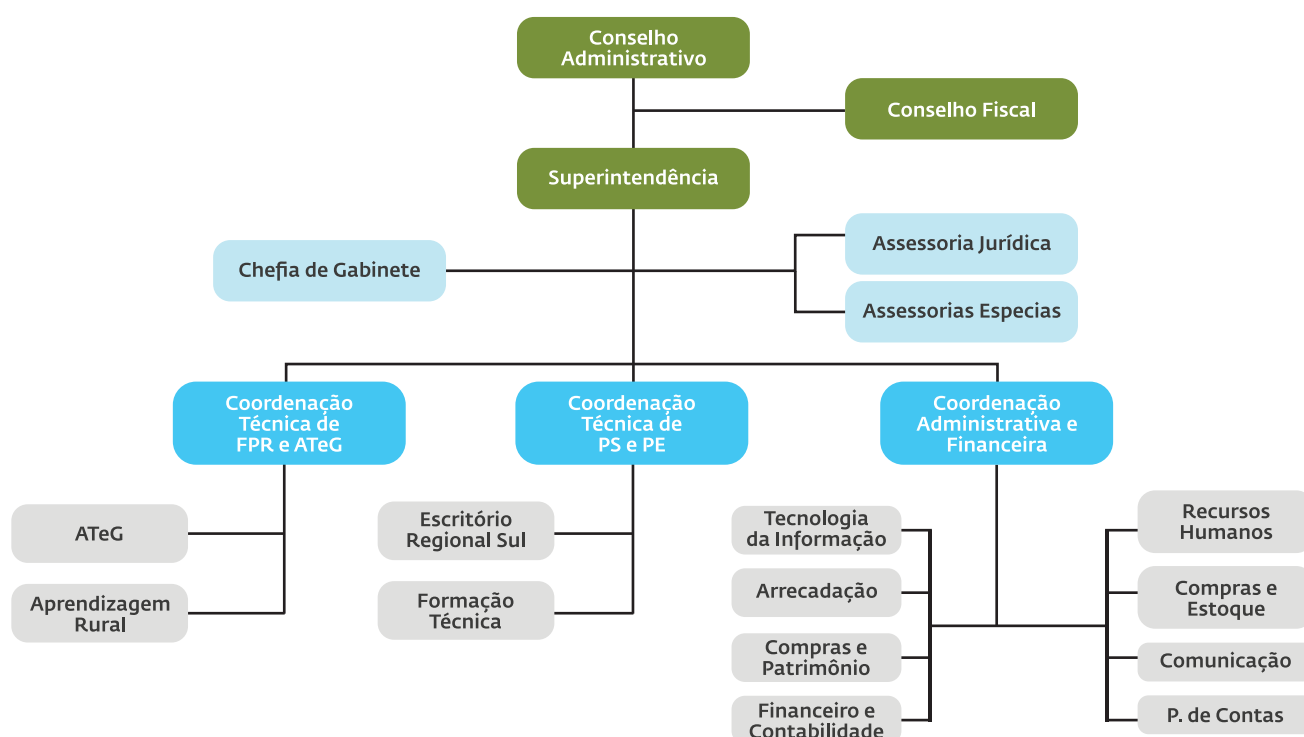 Conselho
Administrativo
Conselho Fiscal
Superintendência
Assessoria Jurídica
Chefia de Gabinete
Assessorias Especias
Coordenação
Técnica de
FPR e ATeG
Coordenação
Técnica de
PS e PE
Coordenação
Administrativa e
Financeira
ATeG
Aprendizagem
Rural
Escritório
Regional Sul
Formação
Técnica
Tecnologia
da Informação
Arrecadação
Compras e
Patrimônio
Financeiro e
Contabilidade
Recursos
Humanos
Compras e
Estoque
Comunicação
P. de Contas